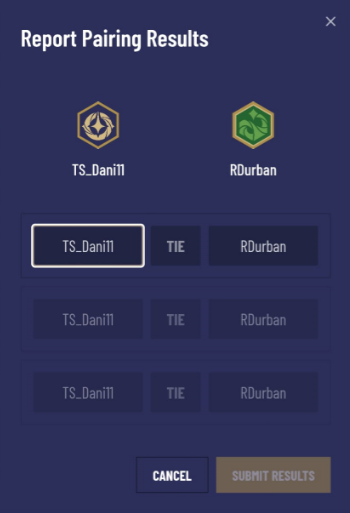 Report Pairing Results
TS_Dani11 RDurban
TS_Dani11 TIE RDurban
TS_Dani11 TIE RDurban
TS_Dani11 TIE RDurban
CANCEL SUBMIT RESULTS